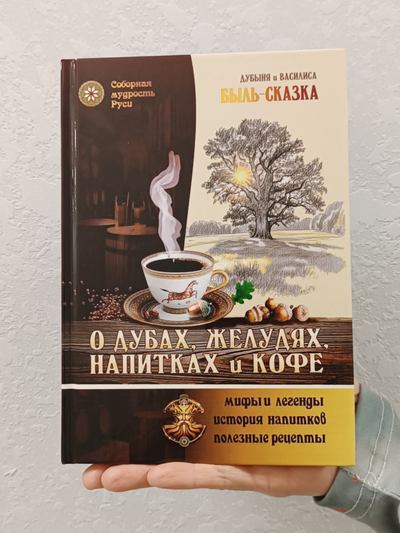 Соборная
мудрость
Руси
ДУБЫНЯ и ВАСИЛИСА
БЫЛЬ-СКАЗКА
О ДУБАХ, ЖЕЛУДЯХ,
НАПИТКАХ и КОФЕ
мифы и легенды
история напитков
полезные рецепты